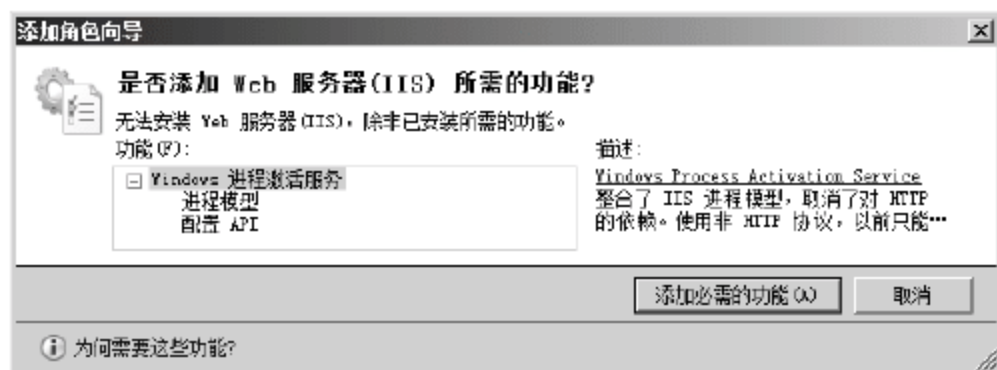 添加角色向导
是否添加 Web 服务器(IIS) 所需的功能?
无法安装 Web 服务器(IIS)，除非已安装所需的功能。
功能(F):
描述:
Windows 进程激活服务
进程模型
配置 API
Windows Process Activation Service
整合了 IIS 进程模型，取消了对 HTTP
的依赖。使用非 HTTP 协议，以前只能…
添加必需的功能(A)
取消
为何需要这些功能?